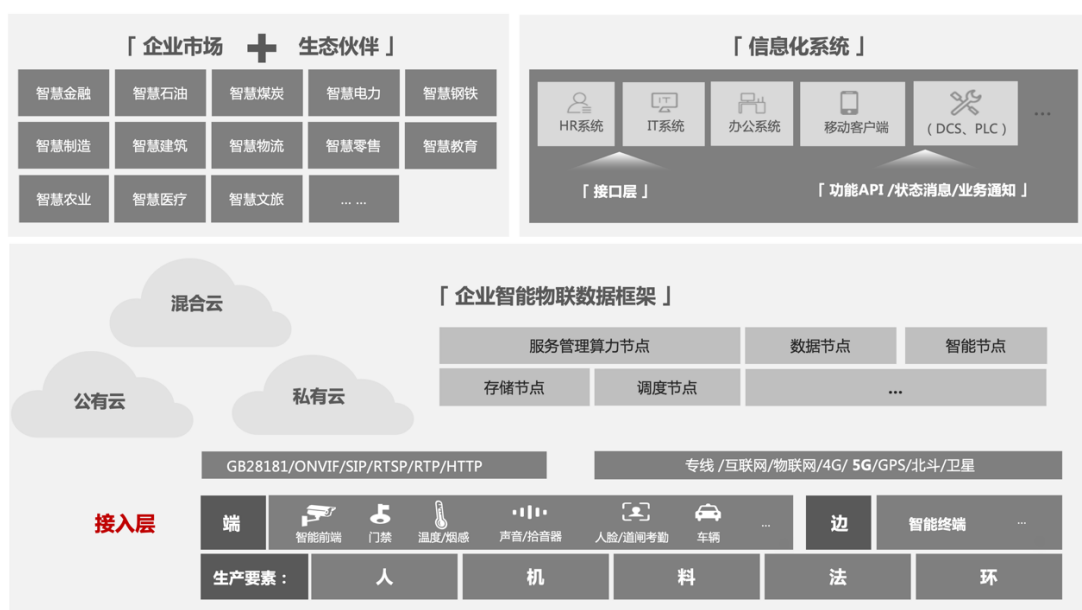 「 企业市场 + 生态伙伴 」
智慧金融 智慧石油 智慧煤炭 智慧电力 智慧钢铁
智慧制造 智慧建筑 智慧物流 智慧零售 智慧教育
智慧农业 智慧医疗 智慧文旅 ... ...
「 信息化系统 」
HR系统 IT系统 办公系统 移动客户端 （DCS、PLC） ...
「 接口层 」 「 功能API /状态消息/业务通知 」
混合云
公有云
私有云
「 企业智能物联数据框架 」
服务管理算力节点 数据节点 智能节点
存储节点 调度节点 ...
GB28181/ONVIF/SIP/RTSP/RTP/HTTP 专线 /互联网/物联网/4G/ 5G/GPS/北斗/卫星
接入层
端 智能前端 门禁 温度/烟感 声音/拾音器 人脸/道闸考勤 车辆 ... 边 智能终端 ...
生产要素： 人 机 料 法 环